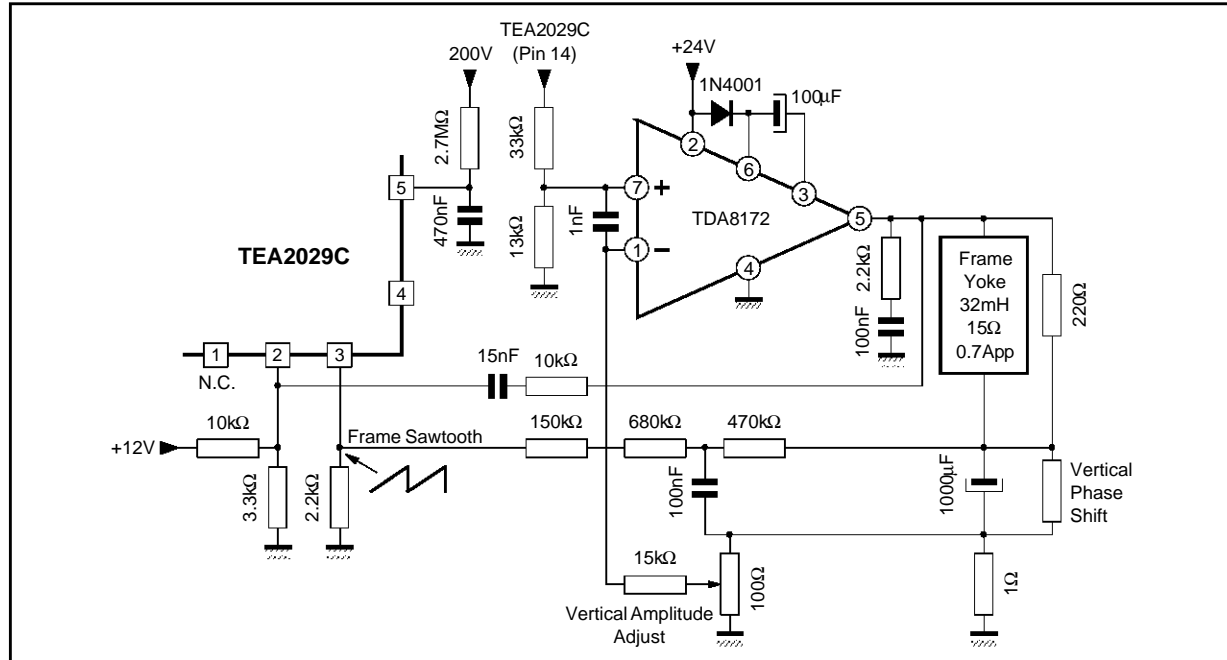 TEA2029C
(Pin 14)
200V
+24V
1N4001
100μF
2.7MΩ
33kΩ
2
6
3
5
7
+
TDA8172
5
470nF
13kΩ
1nF
1
–
TEA2029C
4
4
2.2kΩ
100nF
Frame
Yoke
32mH
15Ω
0.7App
220Ω
1
2
3
N.C.
15nF
10kΩ
10kΩ
150kΩ
680kΩ
470kΩ
+12V
Frame Sawtooth
3.3kΩ
2.2kΩ
100nF
1000μF
Vertical
Phase
Shift
15kΩ
100Ω
1Ω
Vertical Amplitude
Adjust